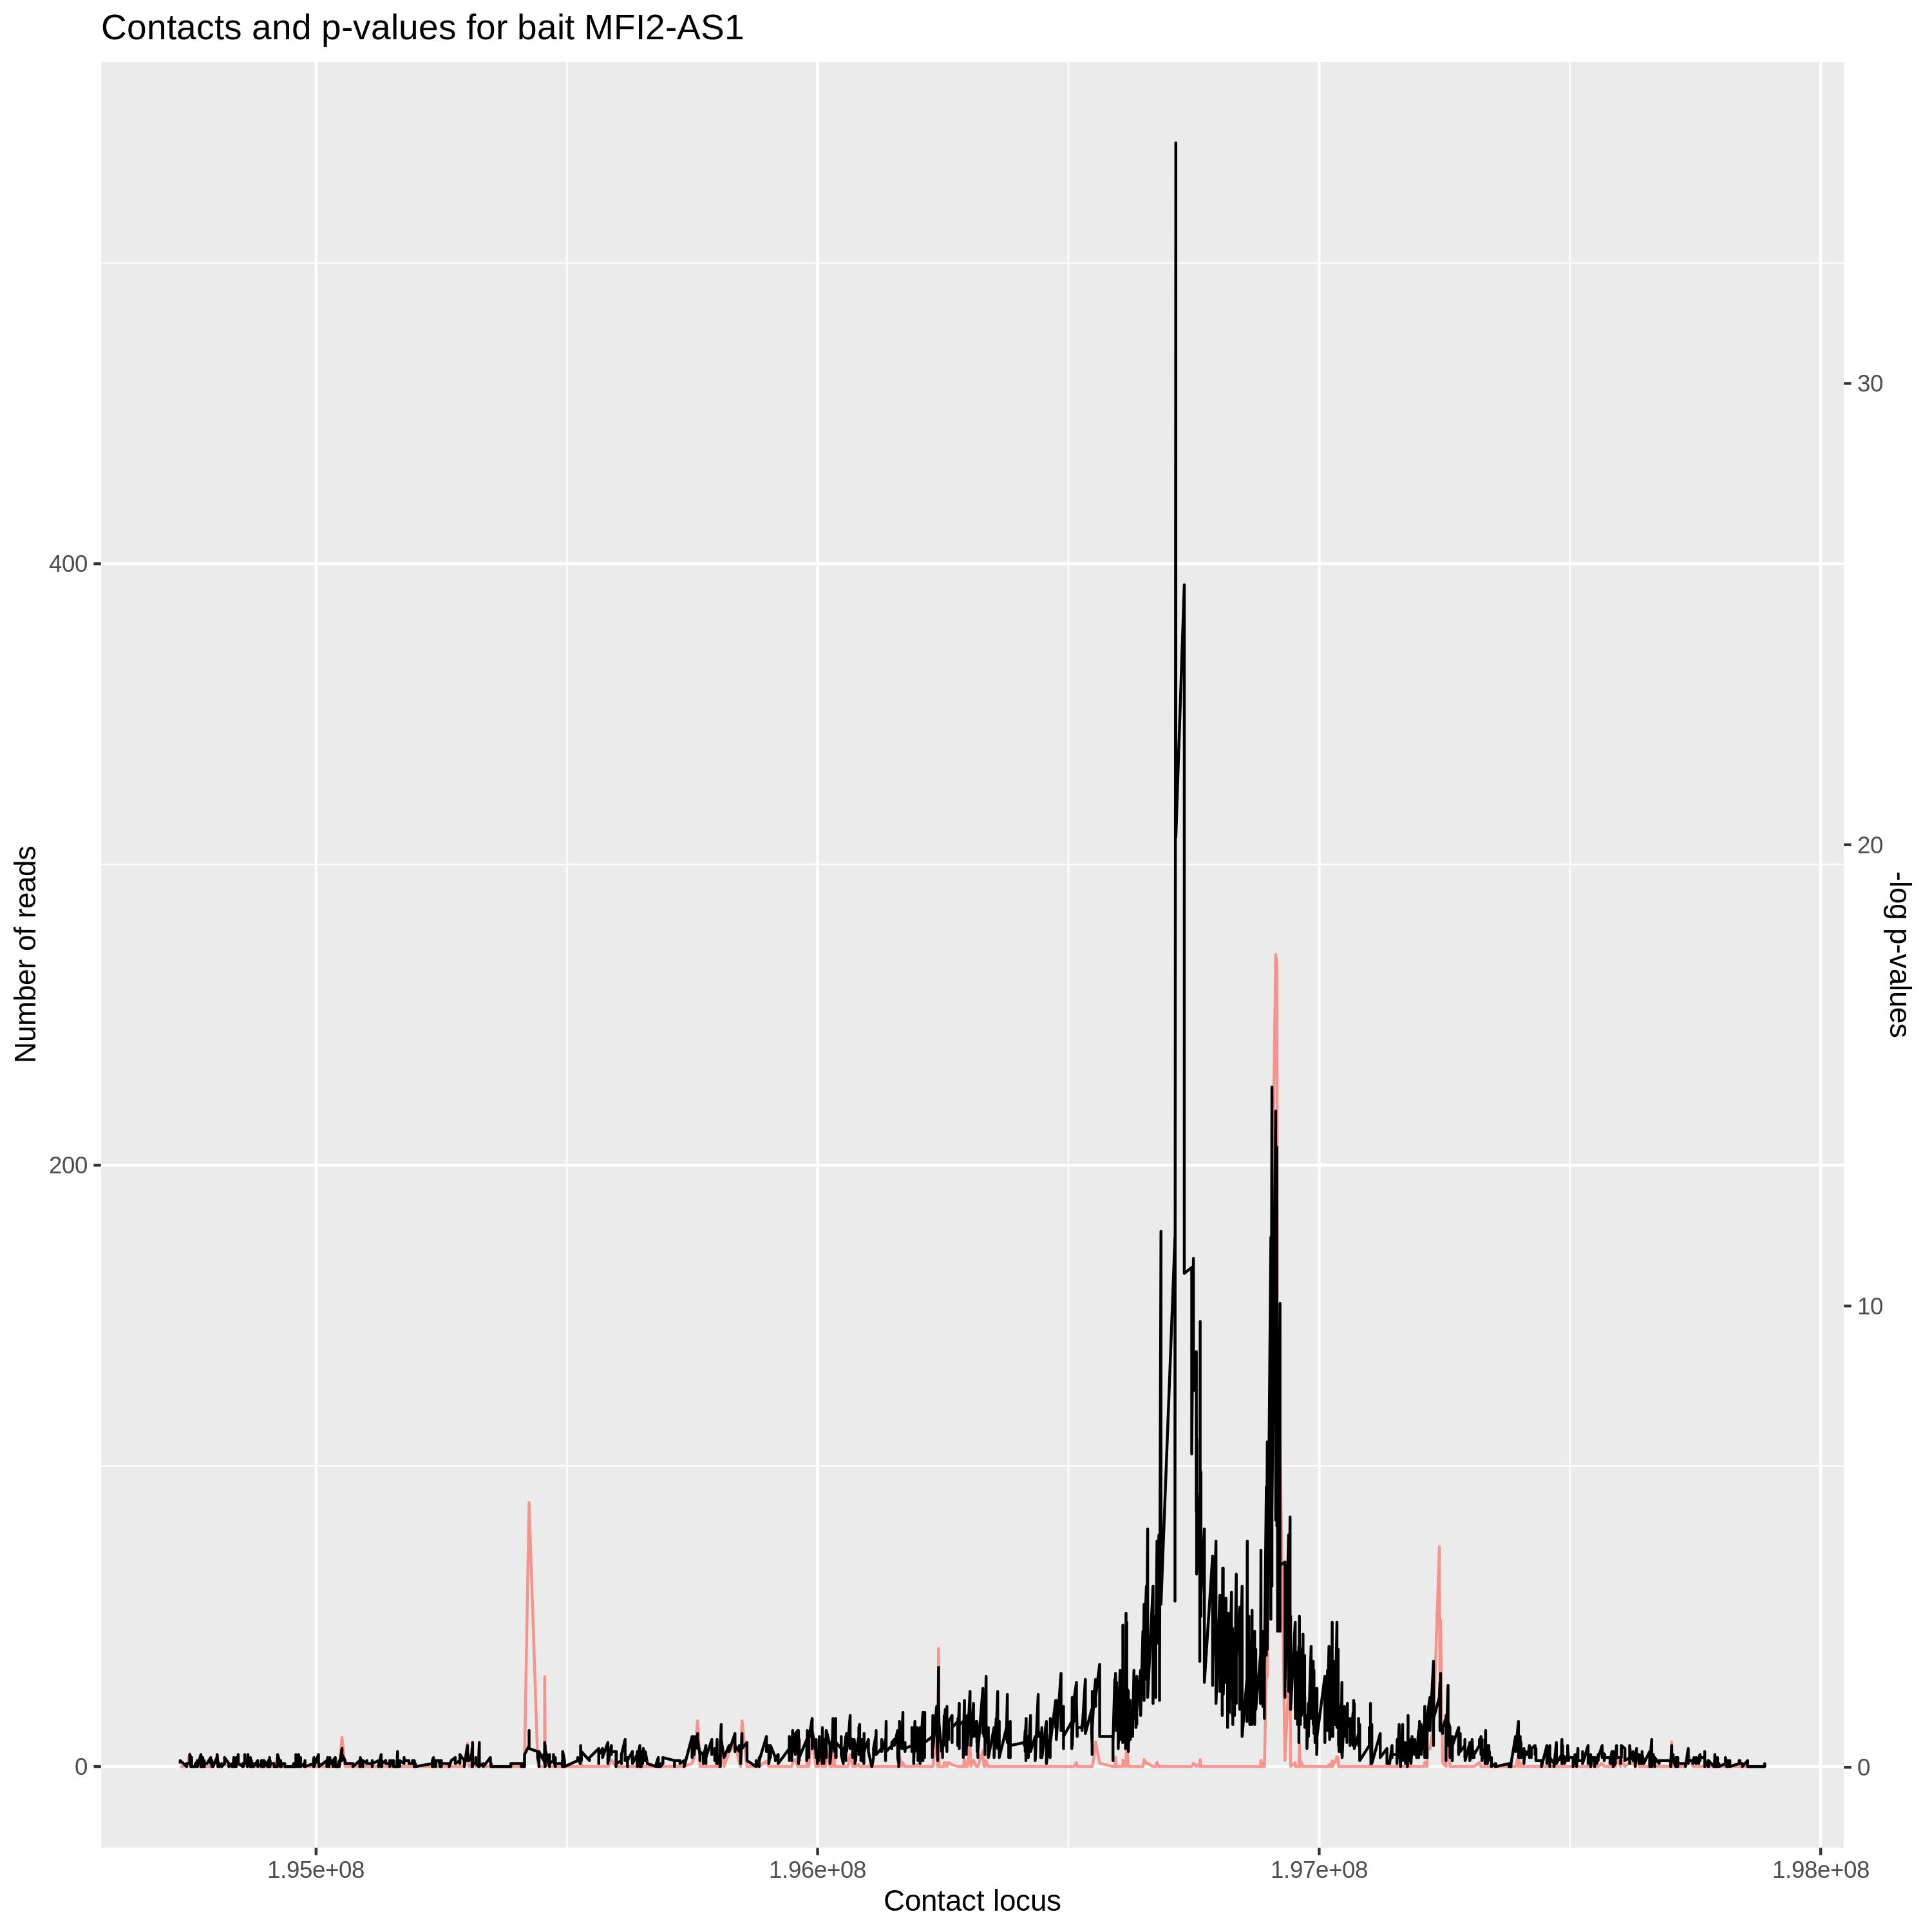 Contacts and p-values for bait MFI2-AS1
Number of reads
400
200
0
30
20
10
0
-log p-values
1.95e+08
1.96e+08
1.97e+08
1.98e+08
Contact locus